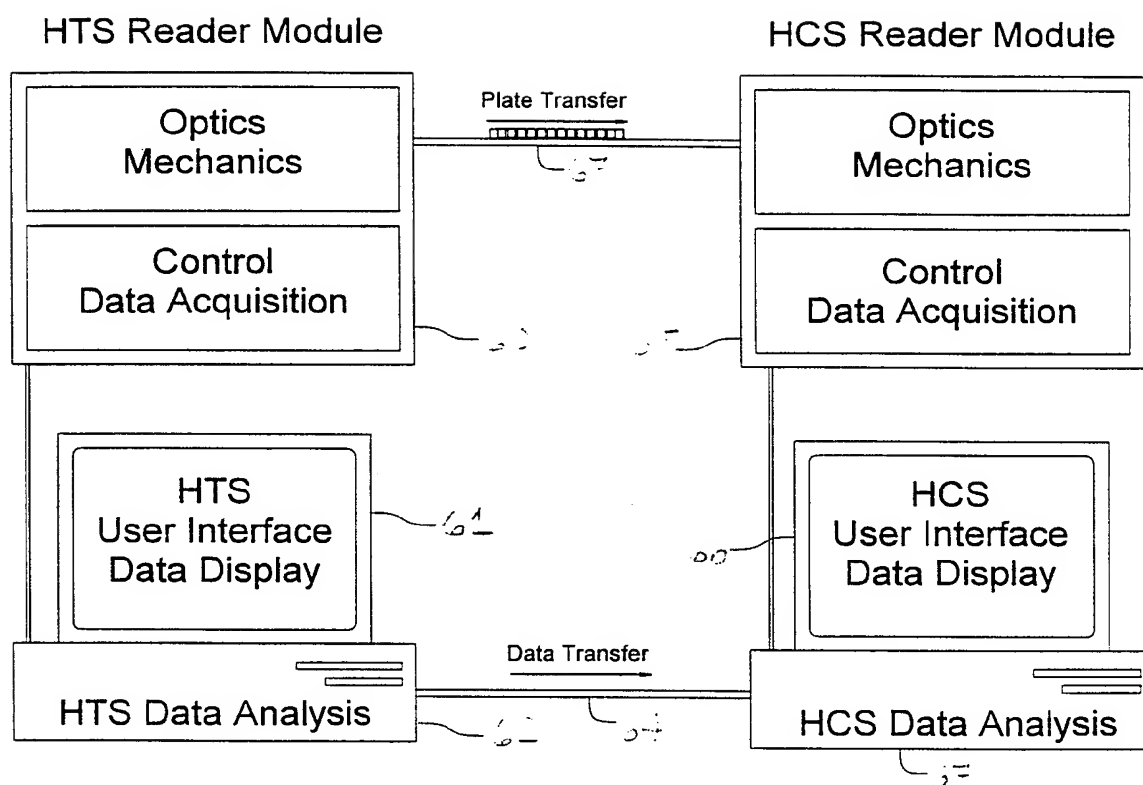 HTS Reader Module
HCS Reader Module
Optics
Mechanics
Control
Data Acquisition
Plate Transfer
Optics
Mechanics
Control
Data Acquisition
HTS
User Interface
Data Display
61
HCS
User Interface
Data Display
Data Transfer
HTS Data Analysis
HCS Data Analysis